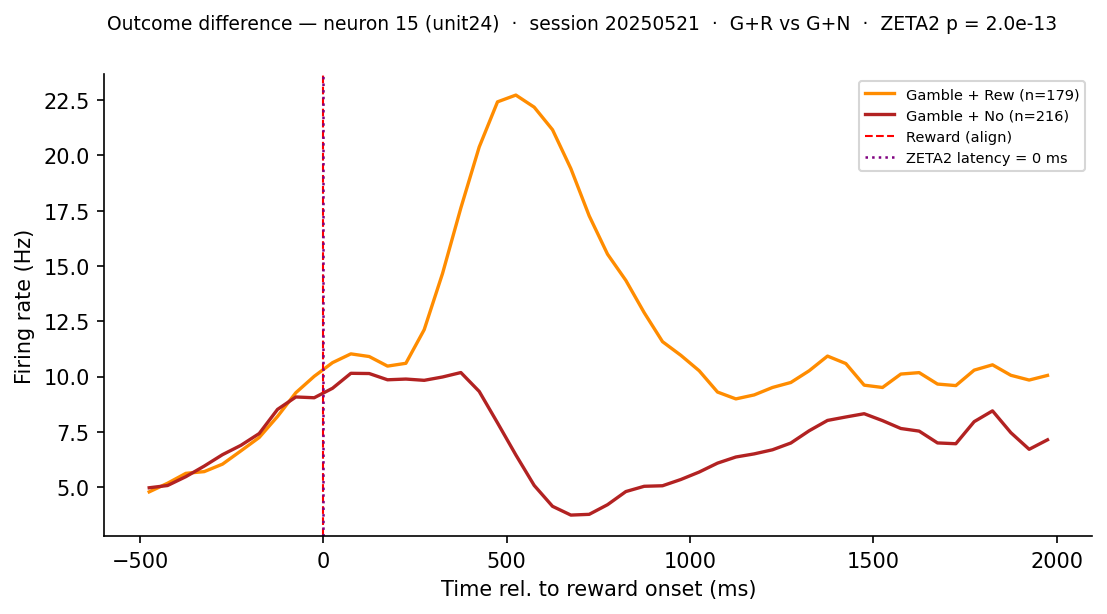 Outcome difference — neuron 15 (unit24)  ·  session 20250521  ·  G+R vs G+N  ·  ZETA2 p = 2.0e-13
Gamble + Rew (n=179)
Gamble + No (n=216)
Reward (align)
ZETA2 latency = 0 ms
Firing rate (Hz)
22.5
20.0
17.5
15.0
12.5
10.0
7.5
5.0
−500 0 500 1000 1500 2000
Time rel. to reward onset (ms)